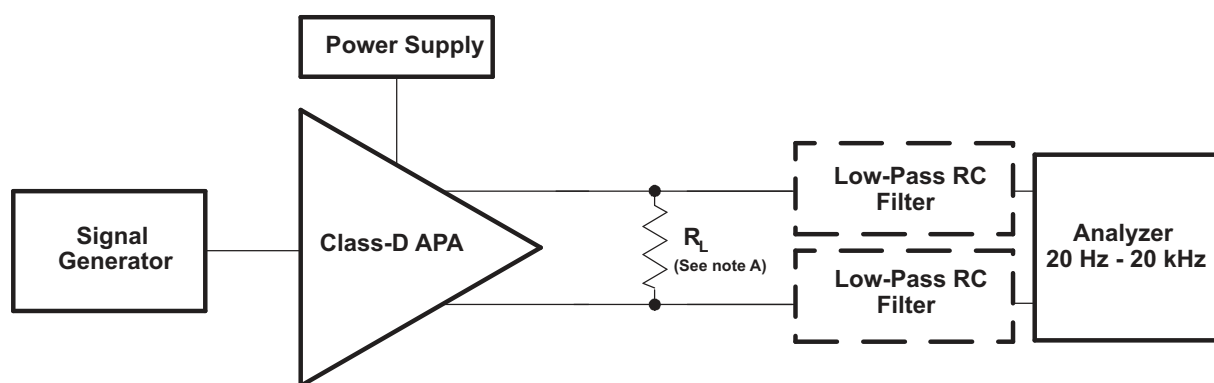 Power Supply
Signal
Generator
Class-D APA
R_L
(See note A)
Low-Pass RC
Filter
Low-Pass RC
Filter
Analyzer
20 Hz - 20 kHz